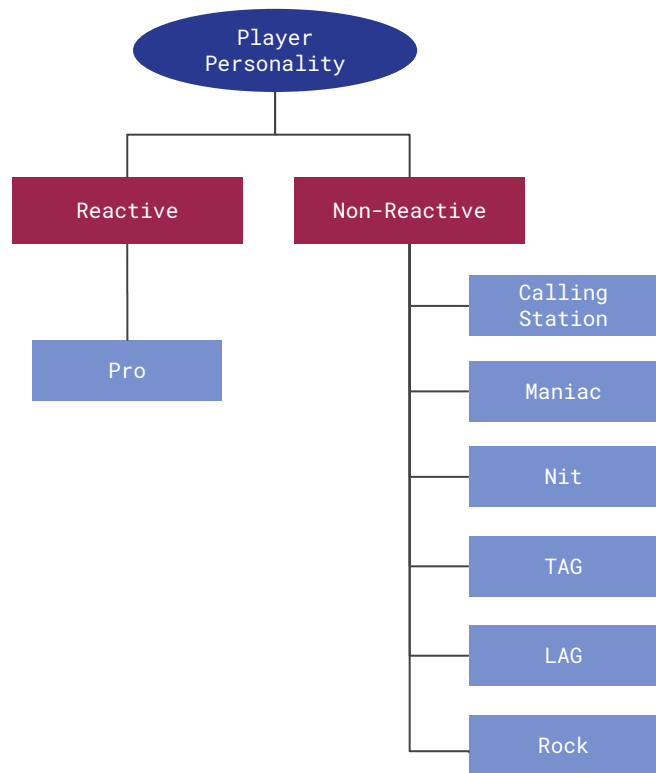 Player
Personality
Reactive
Non-Reactive
Calling
Station
Maniac
Pro
Nit
TAG
LAG
Rock